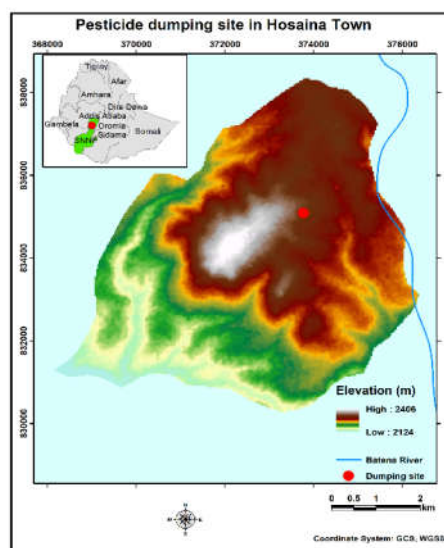 Pesticide dumping site in Hosaina Town
368000 370000 372000 374000 376000
838000
836000
834000
832000
830000
Tigray
Afar
Amhara
Dire Dawa
Addis Ababa
Gambela
Oromia
Sidama
Somali
SNNP
Elevation (m)
High : 2406
Low : 2124
Batena River
Dumping site
0 0.5 1 2
km
Coordinate System: GCS, WGS8